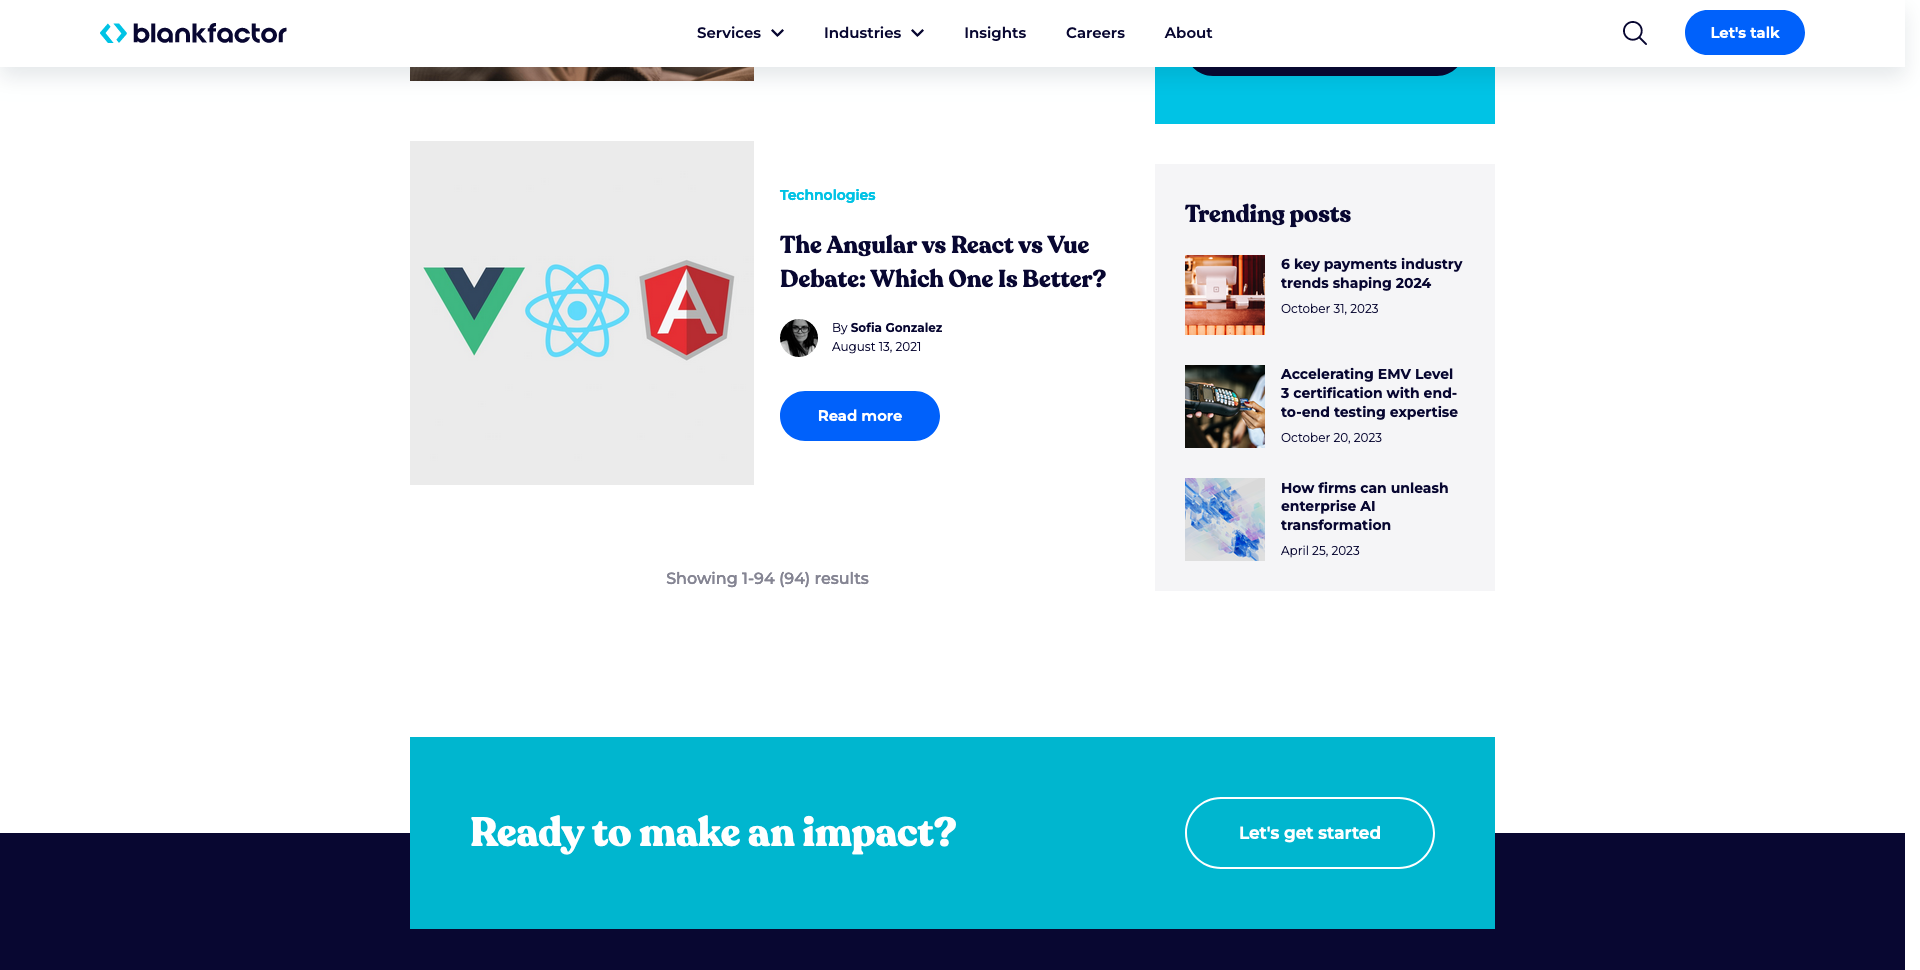 blankfactor
Services
Industries
Insights
Careers
About
Let's talk
Technologies
The Angular vs React vs Vue
Debate: Which One Is Better?
By Sofia Gonzalez
August 13, 2021
Read more
Showing 1-94 (94) results
Trending posts
6 key payments industry
trends shaping 2024
October 31, 2023
Accelerating EMV Level
3 certification with end-
to-end testing expertise
October 20, 2023
How firms can unleash
enterprise AI
transformation
April 25, 2023
Ready to make an impact?
Let's get started